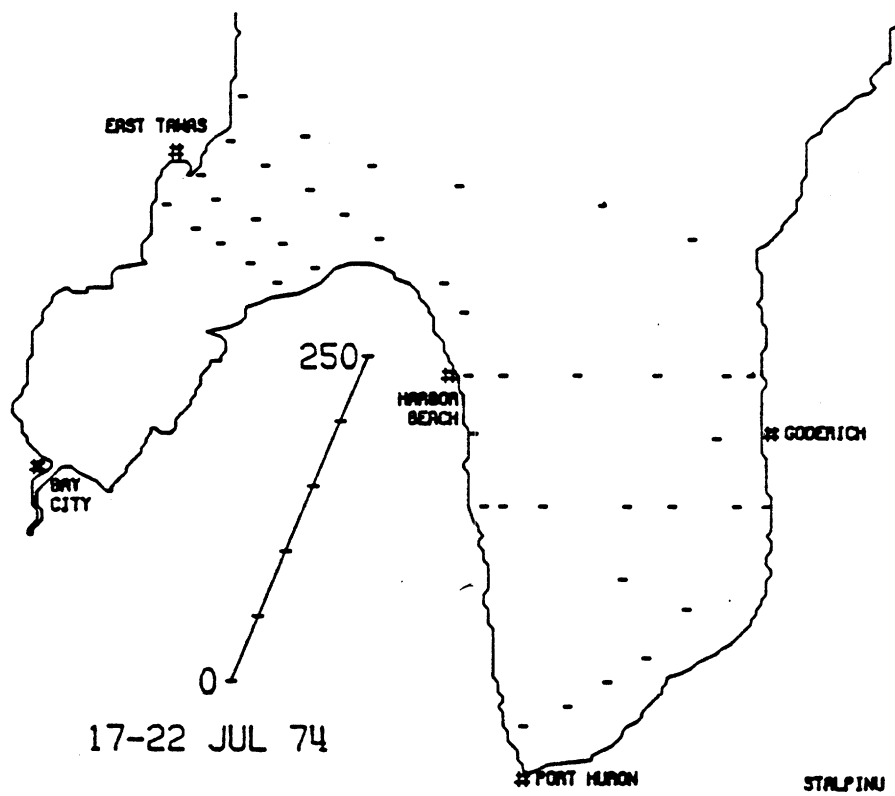 EAST TAWAS
#
250
#
HARBOR
BEACH
# GODERICH
#
BAY
CITY
0
17-22 JUL 74
# PORT HURON
STALPINU